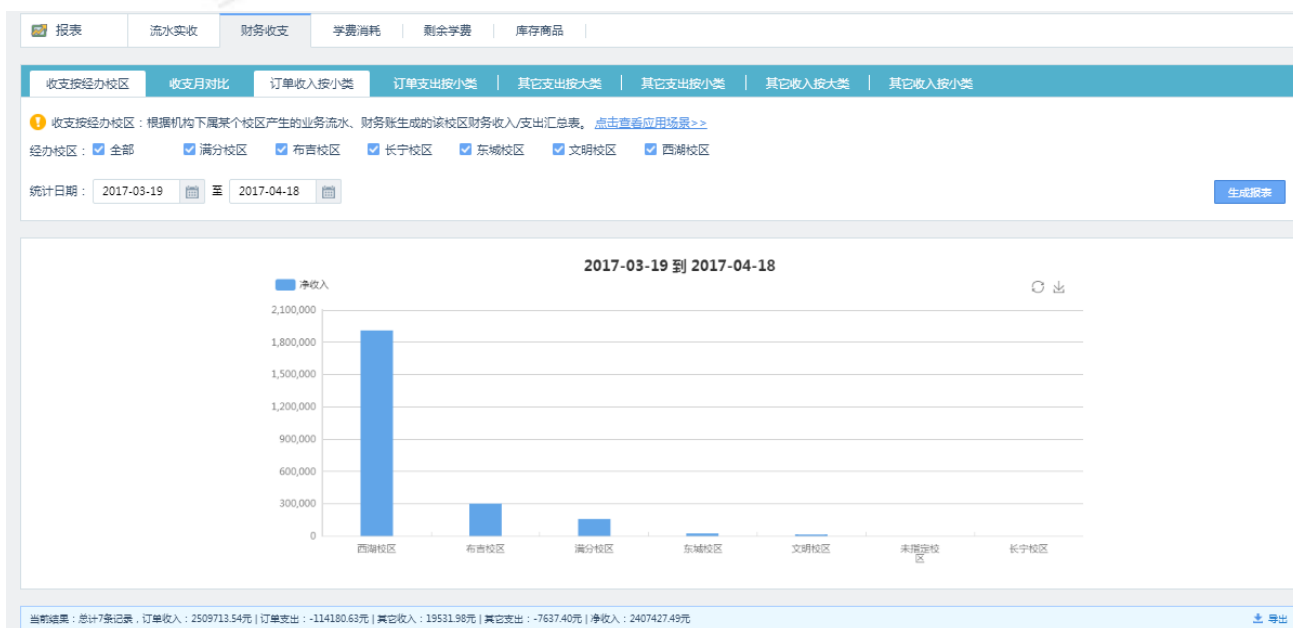 报表 流水实收 财务收支 学费消耗 剩余学费 库存商品
收支按经办校区 收支月对比 订单收入按小类 订单支出按小类 其它支出按大类 其它支出按小类 其它收入按大类 其它收入按小类
收支按经办校区：根据机构下属某个校区产生的业务流水、财务账生成的该校区财务收入/支出汇总表。 点击查看应用场景>>
经办校区： 全部 满分校区 布吉校区 长宁校区 东城校区 文明校区 西湖校区
统计日期： 2017-03-19 至 2017-04-18 生成报表
2017-03-19 到 2017-04-18
净收入
2,100,000
1,800,000
1,500,000
1,200,000
900,000
600,000
300,000
0
西湖校区 布吉校区 满分校区 东城校区 文明校区 未指定校区 长宁校区
当前结果：总计7条记录，订单收入：2509713.54元 | 订单支出：-114180.63元 | 其它收入：19531.98元 | 其它支出：-7637.40元 | 净收入：2407427.49元 导出